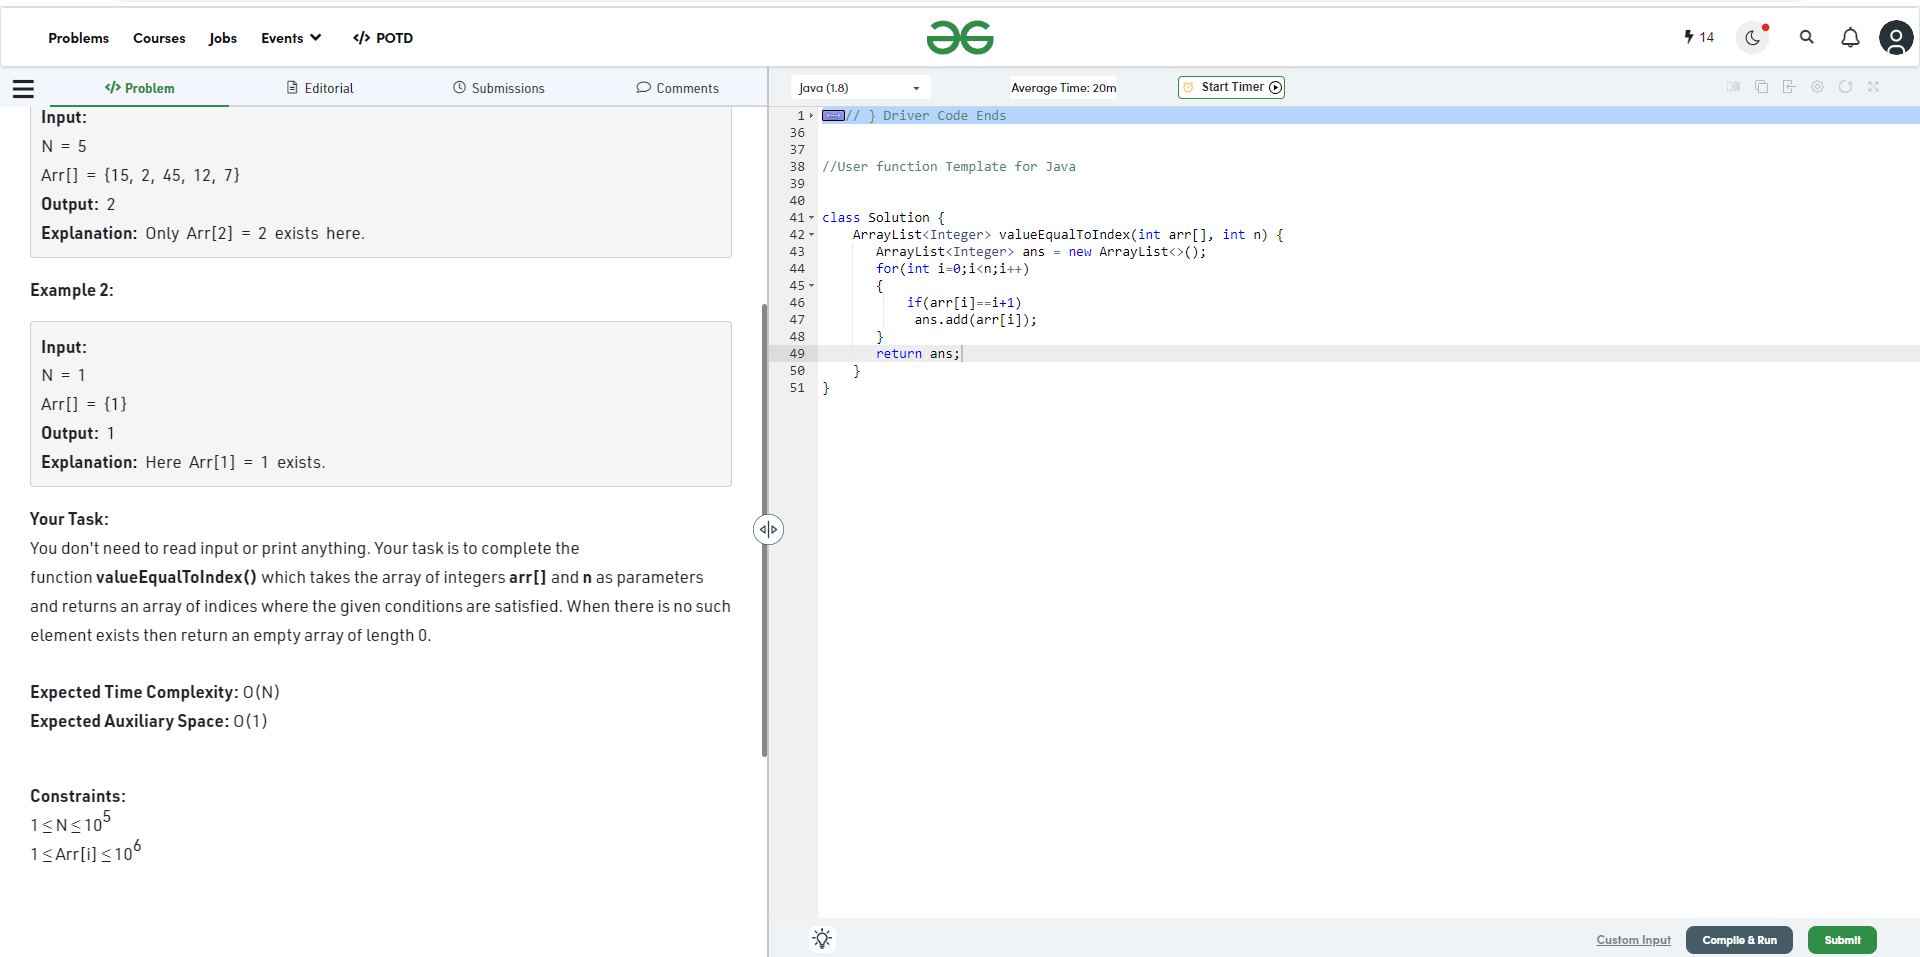 Problems Courses Jobs Events </> POTD
14
</> Problem Editorial Submissions Comments
Input:
N = 5
Arr[] = {15, 2, 45, 12, 7}
Output: 2
Explanation: Only Arr[2] = 2 exists here.
Example 2:
Input:
N = 1
Arr[] = {1}
Output: 1
Explanation: Here Arr[1] = 1 exists.
Your Task:
You don't need to read input or print anything. Your task is to complete the
function valueEqualToIndex() which takes the array of integers arr[] and n as parameters
and returns an array of indices where the given conditions are satisfied. When there is no such
element exists then return an empty array of length 0.
Expected Time Complexity: O(N)
Expected Auxiliary Space: O(1)
Constraints:
1 ≤ N ≤ 10^5
1 ≤ Arr[i] ≤ 10^6
Java (1.8) Average Time: 20m Start Timer
1 // } Driver Code Ends
36
37
38 //User function Template for Java
39
40
41 class Solution {
42 ArrayList<Integer> valueEqualToIndex(int arr[], int n) {
43 ArrayList<Integer> ans = new ArrayList<>();
44 for(int i=0;i<n;i++)
45 {
46 if(arr[i]==i+1)
47 ans.add(arr[i]);
48 }
49 return ans;
50 }
51 }
Custom Input Compile & Run Submit